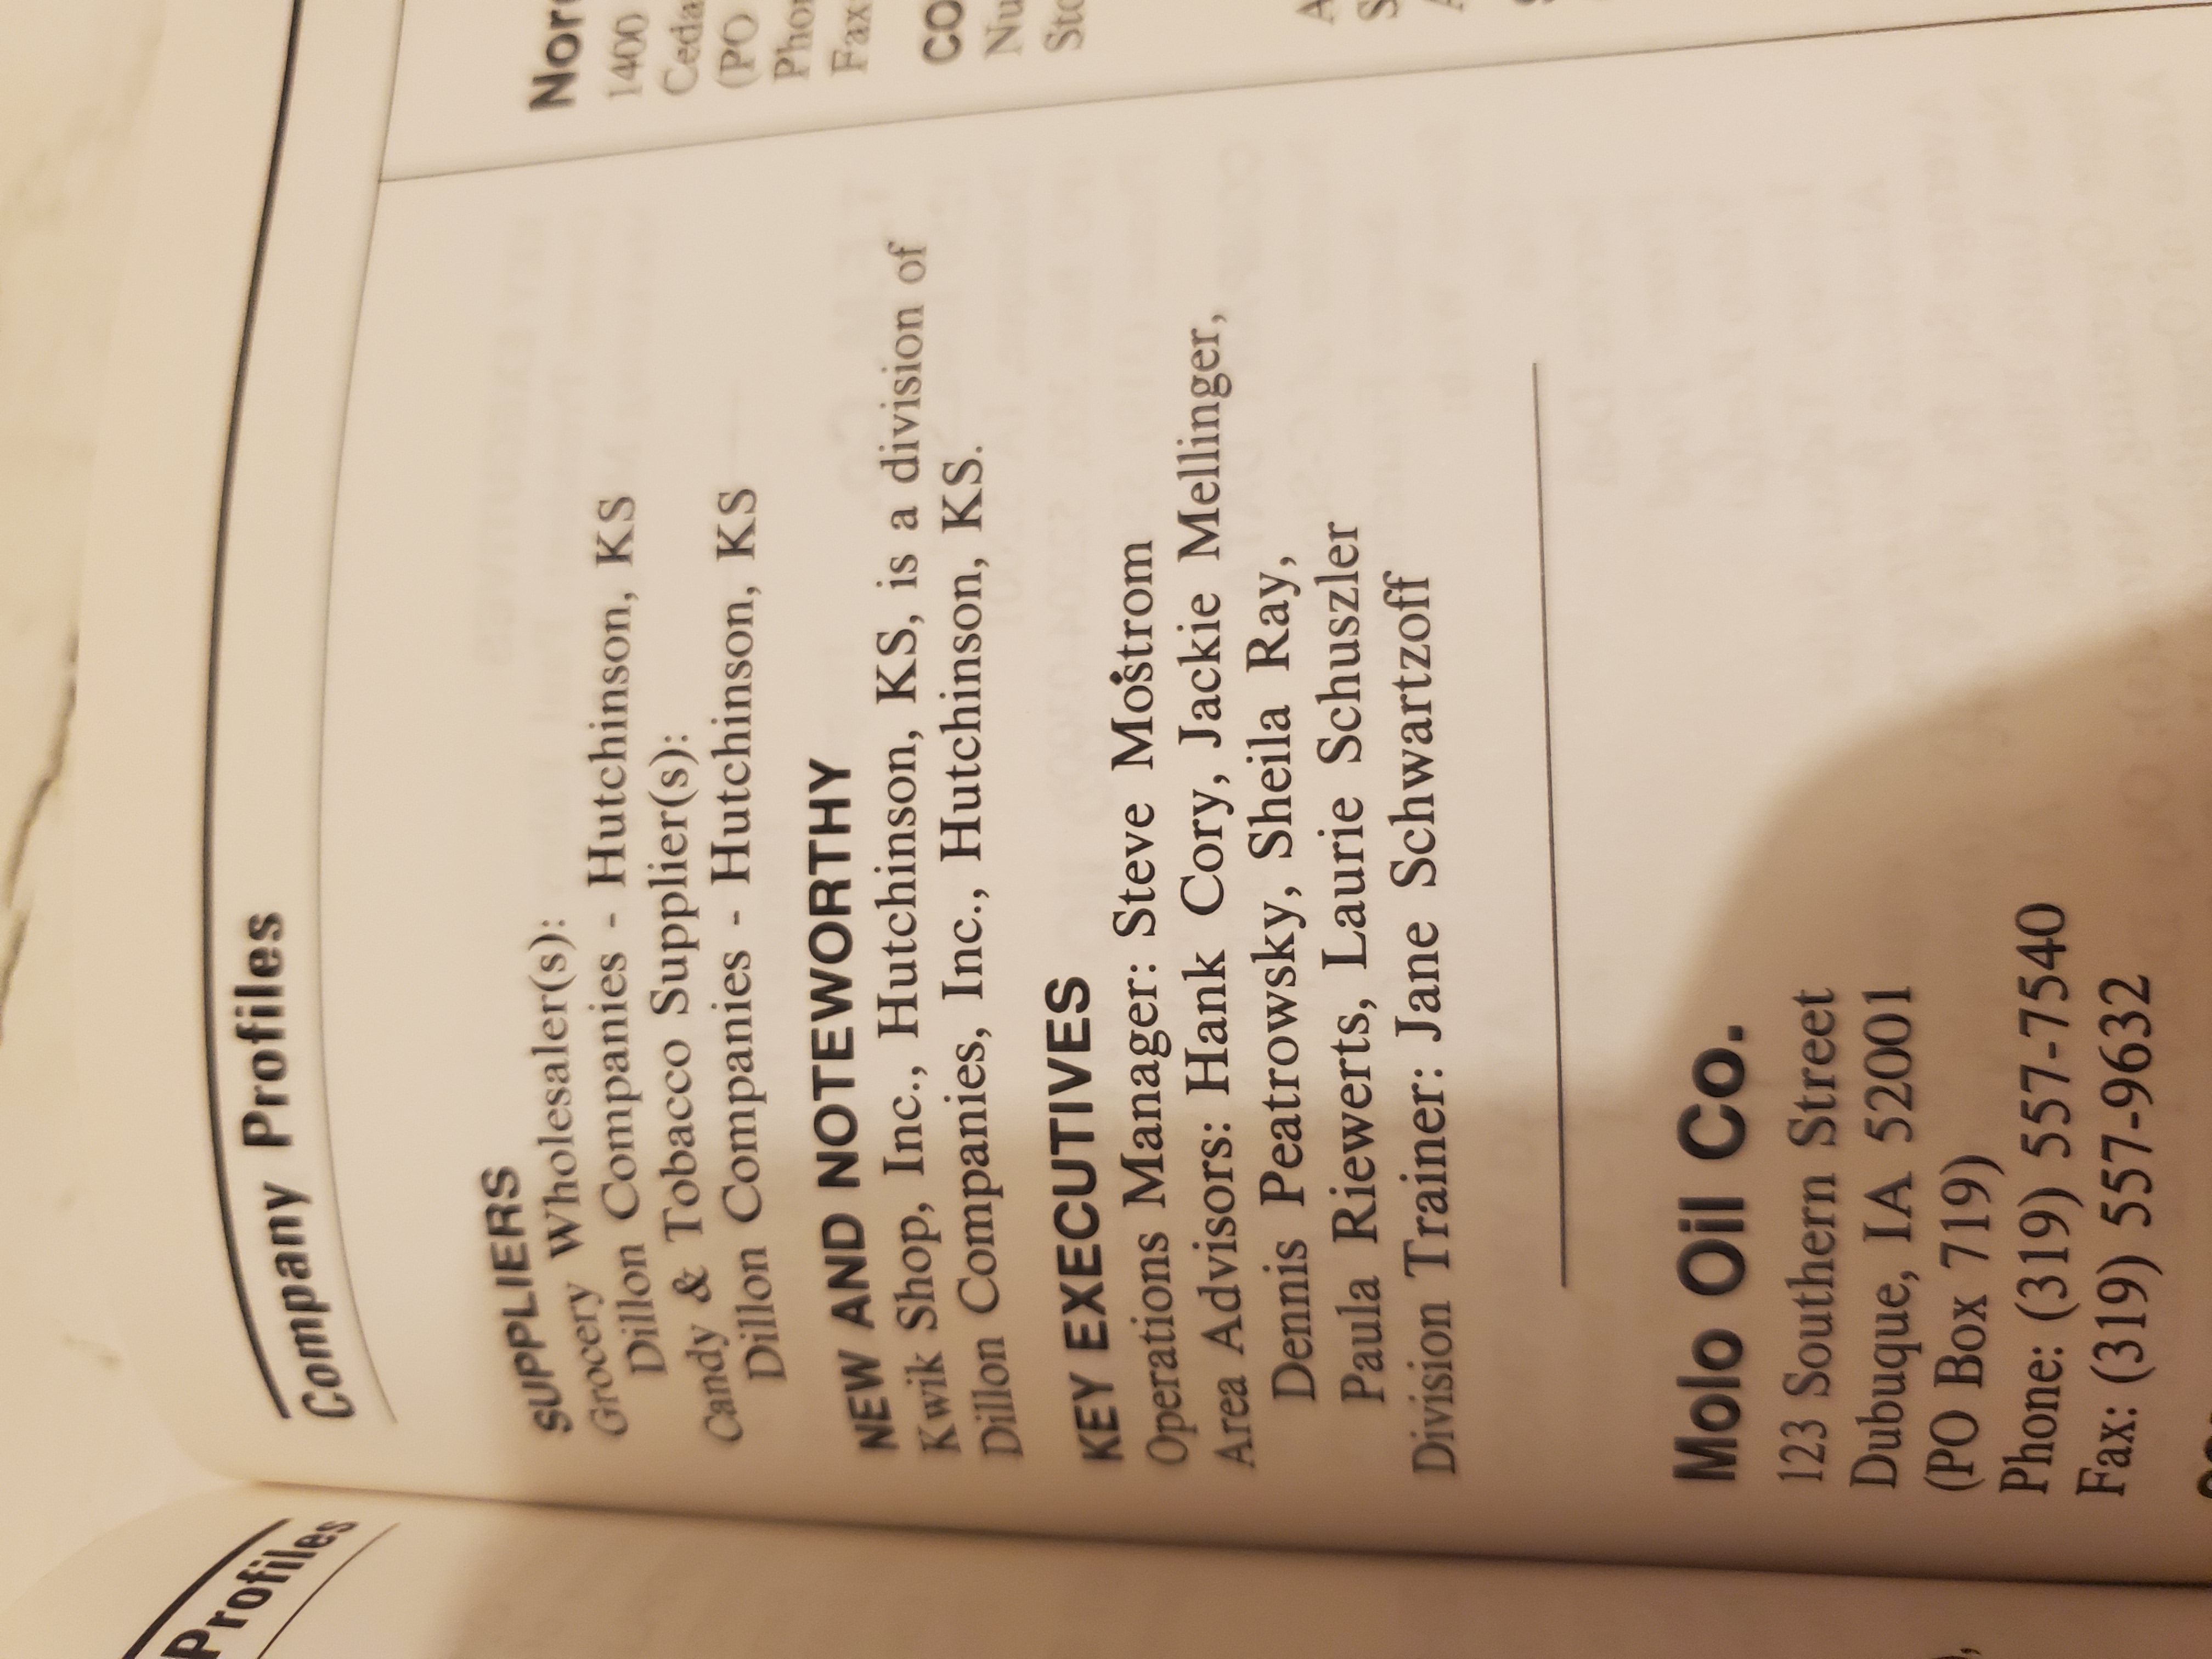 Company Profiles
SUPPLIERS
Grocery Wholesaler(s):
Dillon Companies - Hutchinson, KS
Candy & Tobacco Supplier(s):
Dillon Companies - Hutchinson, KS
NEW AND NOTEWORTHY
Kwik Shop, Inc., Hutchinson, KS, is a division of
Dillon Companies, Inc., Hutchinson, KS.
KEY EXECUTIVES
Operations Manager: Steve Mostrom
Area Advisors: Hank Cory, Jackie Mellinger,
Dennis Peatrowsky, Sheila Ray,
Paula Riewerts, Laurie Schuszler
Division Trainer: Jane Schwartzoff
Molo Oil Co.
123 Southern Street
Dubuque, IA 52001
(PO Box 719)
Phone: (319) 557-7540
Fax: (319) 557-9632
1400
(PO
Fax
Profiles